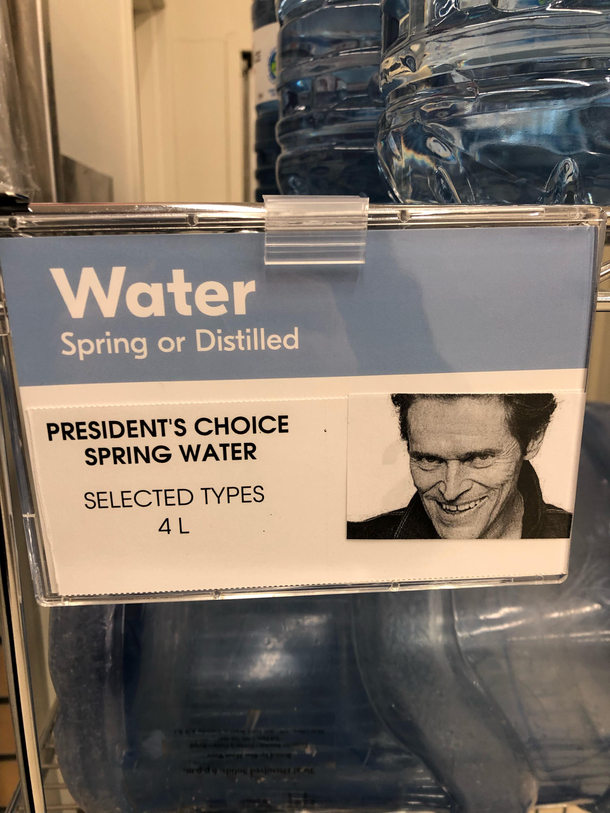 Water
Spring or Distilled
PRESIDENT'S CHOICE
SPRING WATER
SELECTED TYPES
4 L